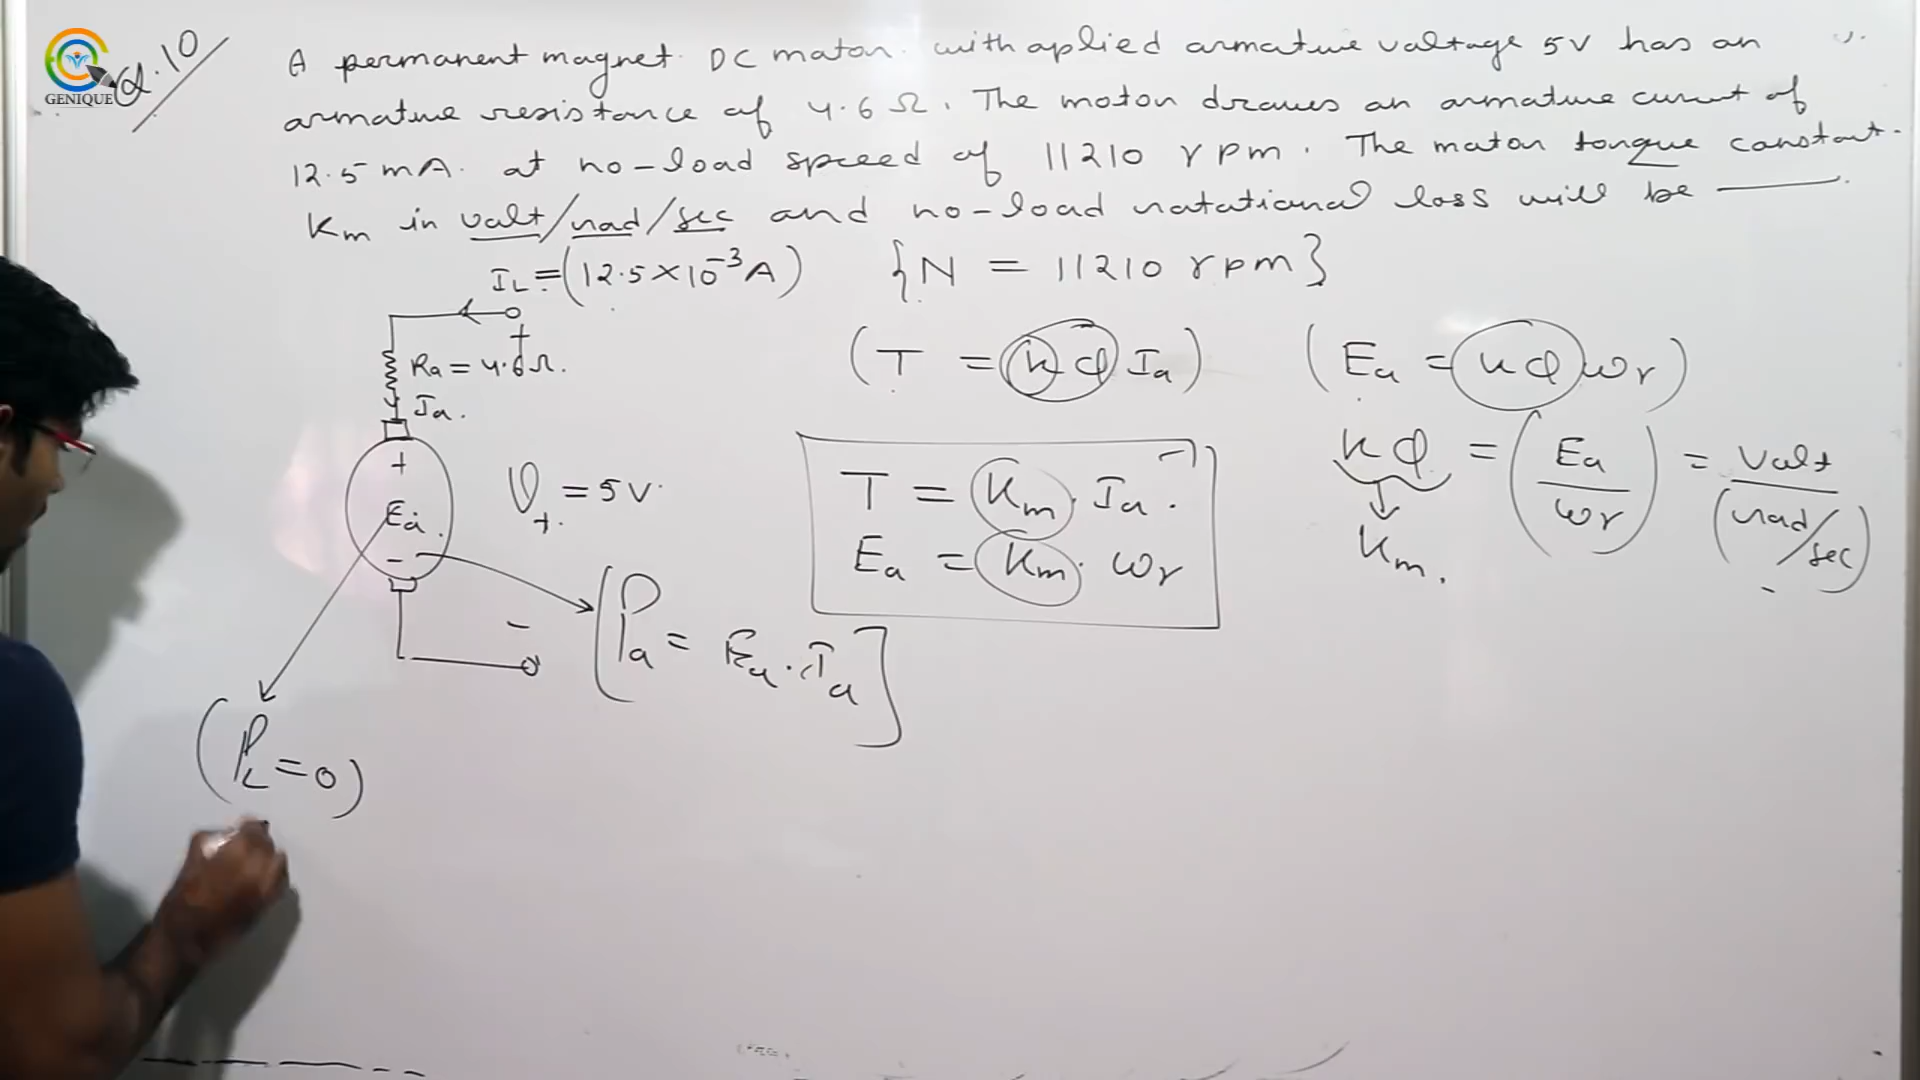 GENIQUE
Q.10
A permanent magnet DC motor with aplied armature voltage 5V has an
armature resistance of 4.6Ω. The motor draws an armature current of
12.5 mA. at no-load speed of 11210 rpm. The motor torque constant.
Km in volt/rad/sec and no-load rotational loss will be ———.
IL = (12.5×10⁻³A) {N = 11210 rpm}
+
Ra = 4.6Ω.
Ia.
+
Ea.
-
Vt. = 5V.
-
(T = kφ Ia) (Ea = kφ ωr)
T = Km. Ia.
Ea = Km. ωr
kφ = (Ea/ωr) = Volt/(rad/sec)
Km.
[Pa = Ea.Ia]
(PL = 0)